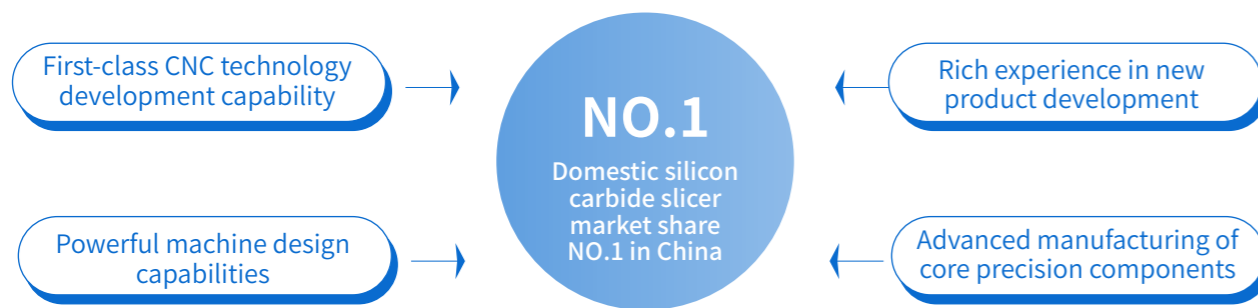 First-class CNC technology
development capability
Powerful machine design
capabilities
NO.1
Domestic silicon
carbide slicer
market share
NO.1 in China
Rich experience in new
product development
Advanced manufacturing of
core precision components